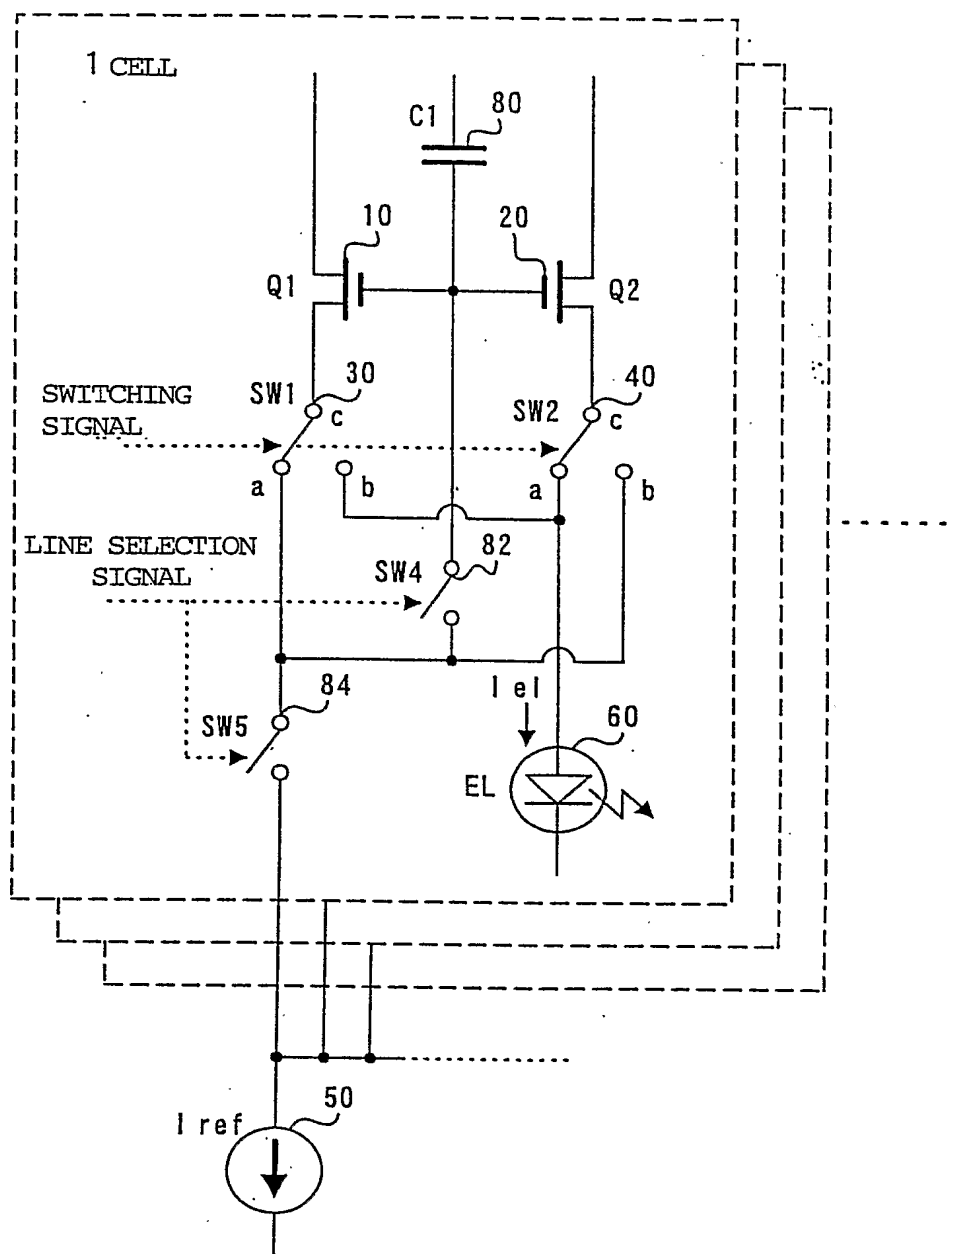 1 CELL
C1
80
10
20
Q1
Q2
SW1
30
c
SW2
40
c
SWITCHING
SIGNAL
a
b
a
b
LINE SELECTION
SIGNAL
SW4
82
SW5
84
I el
60
EL
I ref
50